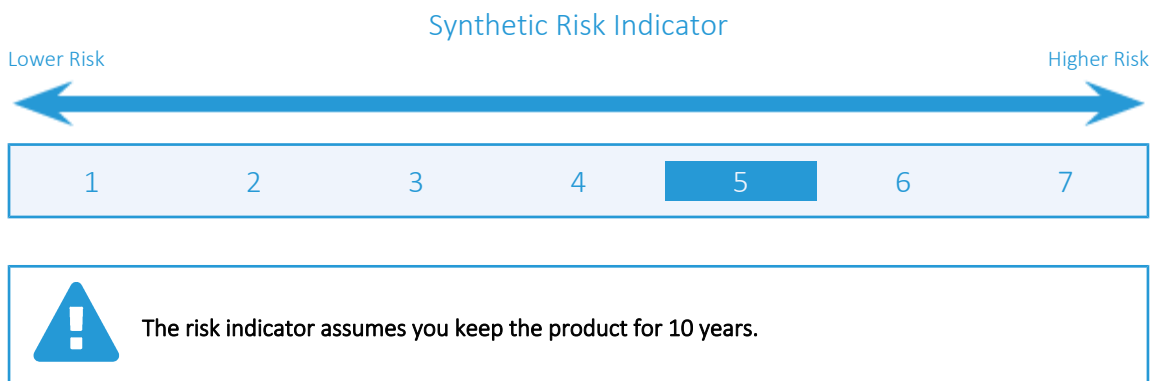 Synthetic Risk Indicator
Lower Risk Higher Risk
1 2 3 4 5 6 7
The risk indicator assumes you keep the product for 10 years.